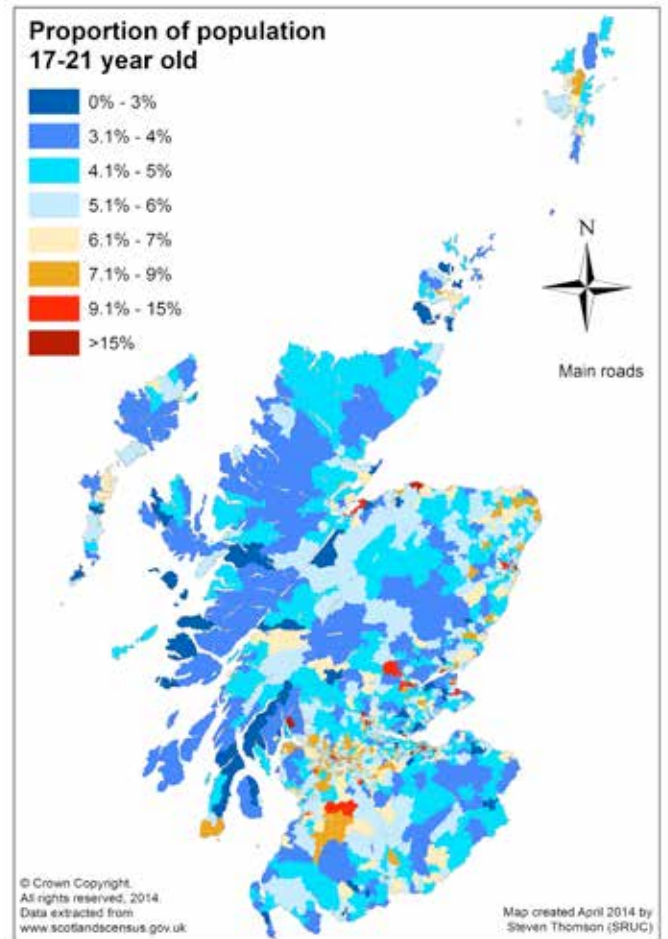 Proportion of population
17-21 year old
0% - 3%
3.1% - 4%
4.1% - 5%
5.1% - 6%
6.1% - 7%
7.1% - 9%
9.1% - 15%
>15%
N
Main roads
© Crown Copyright.
All rights reserved, 2014.
Data extracted from
www.scotlandscensus.gov.uk
Map created April 2014 by
Steven Thomson (SRUC)